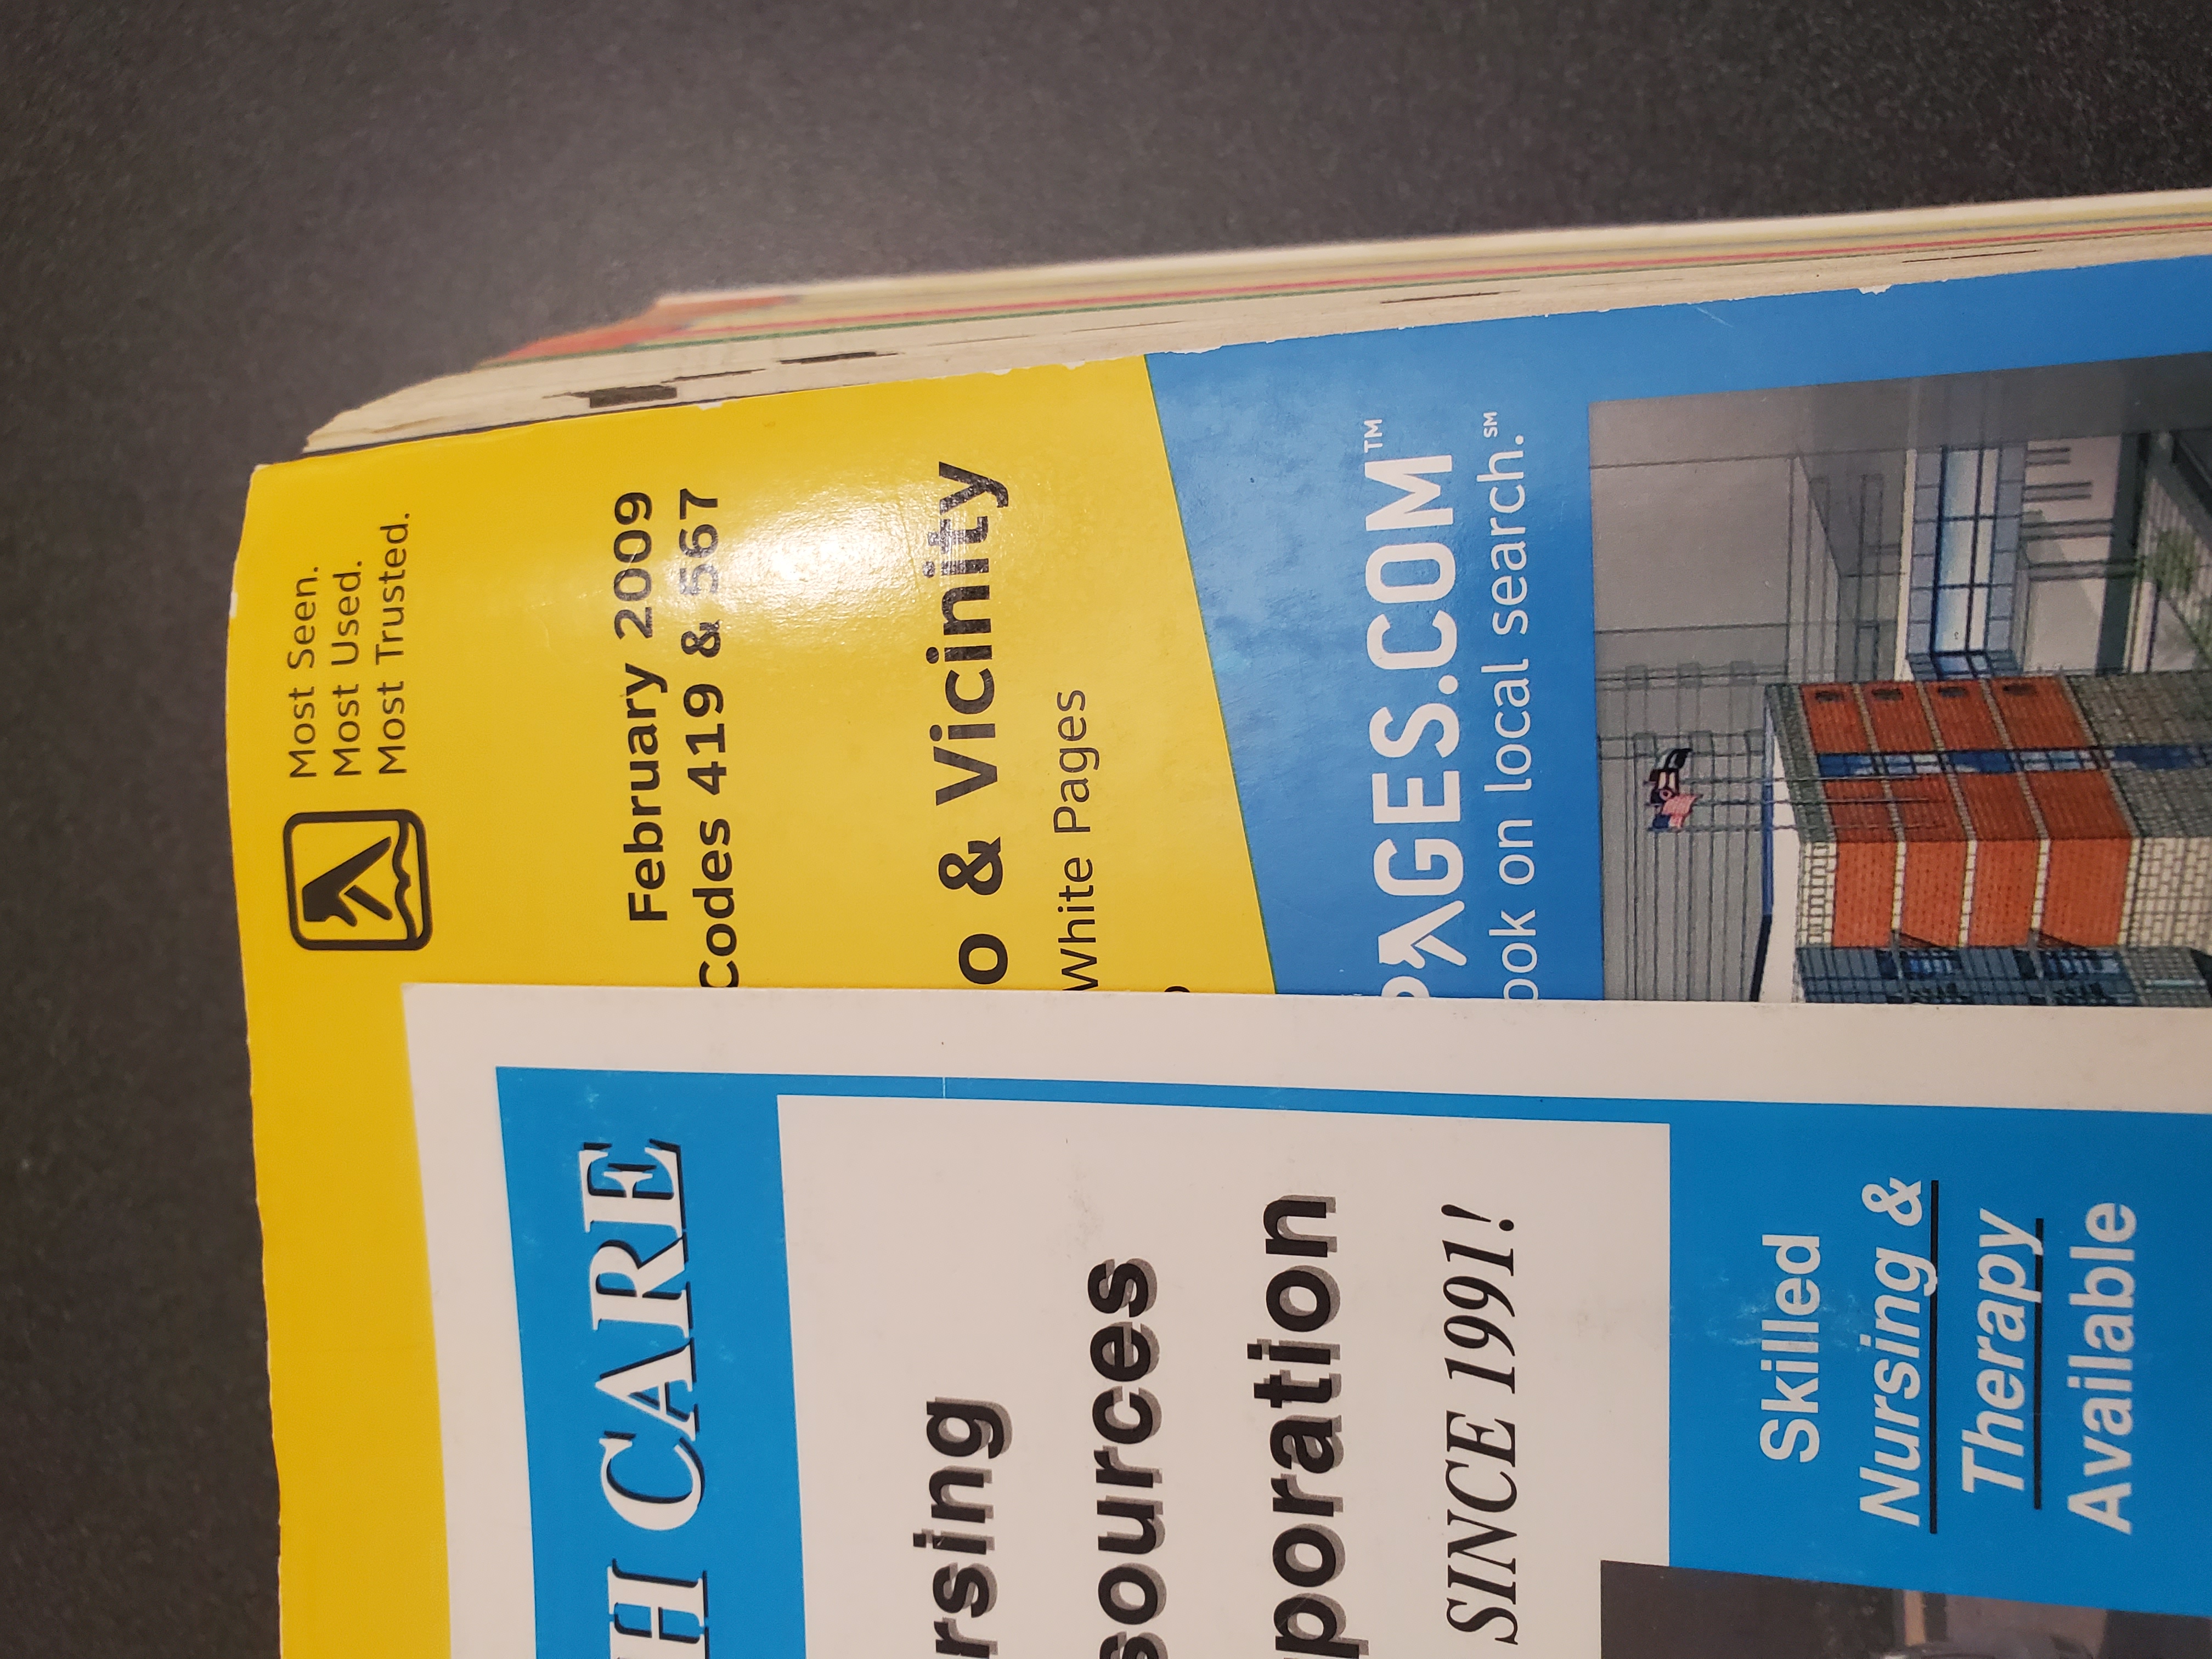 Most Seen.
Most Used.
Most Trusted.
February 2009
Codes 419 & 567
o & Vicinity
White Pages
PAGES.COM™
ook on local search.℠
H CARE
rsing
sources
poration
SINCE 1991!
Skilled
Nursing &
Therapy
Available